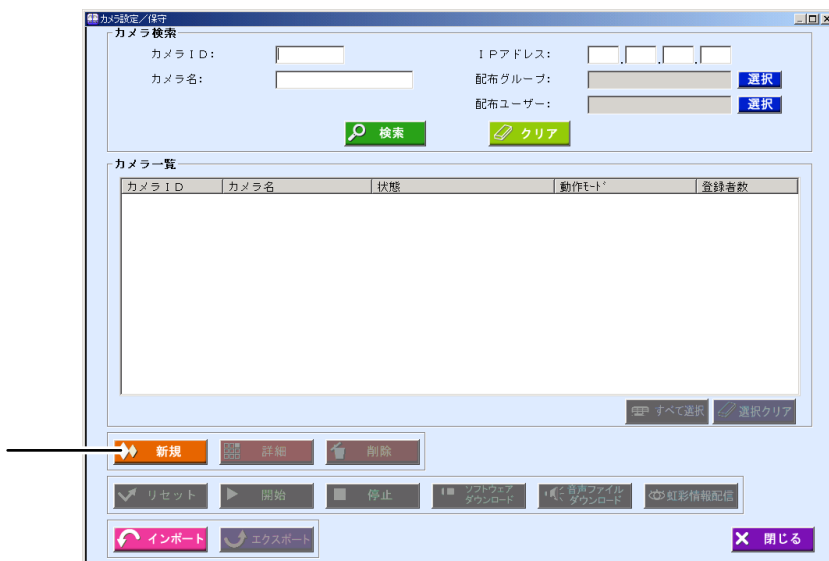 カメラ設定／保守
カメラ検索
カメラＩＤ:
ＩＰアドレス:
. . .
カメラ名:
配布グループ:
選択
配布ユーザー:
選択
検索
クリア
カメラ一覧
カメラＩＤ カメラ名 状態 動作ﾓｰﾄﾞ 登録者数
すべて選択 選択クリア
新規 詳細 削除
リセット 開始 停止 ソフトウェア
ダウンロード
音声ファイル
ダウンロード
虹彩情報配信
インポート エクスポート
閉じる